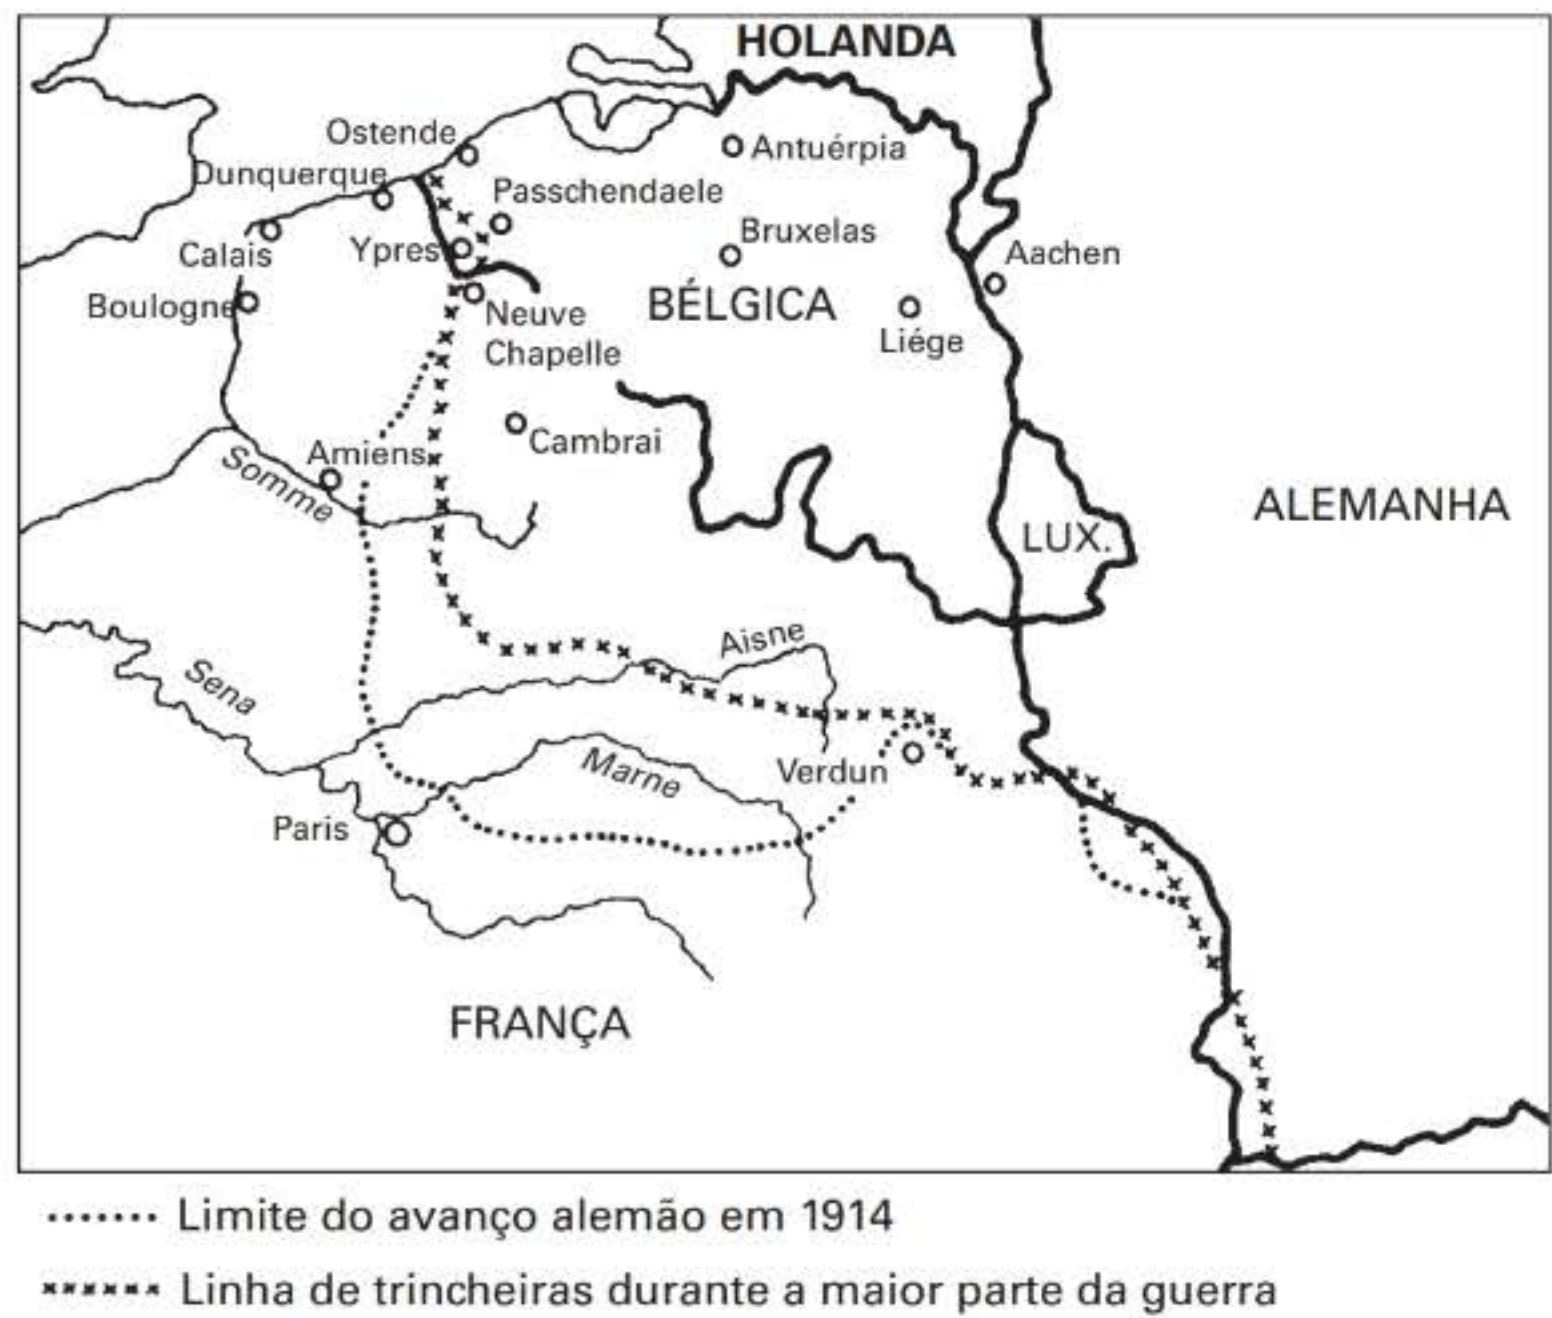 HOLANDA
Ostende
Antuérpia
Dunquerque
Passchendaele
Bruxelas
Calais
Ypres
Aachen
Boulogne
BÉLGICA
Neuve
Chapelle
Liége
Cambrai
Amiens
Somme
ALEMANHA
LUX.
Aisne
Sena
Marne
Verdun
Paris
FRANÇA
Limite do avanço alemão em 1914
Linha de trincheiras durante a maior parte da guerra